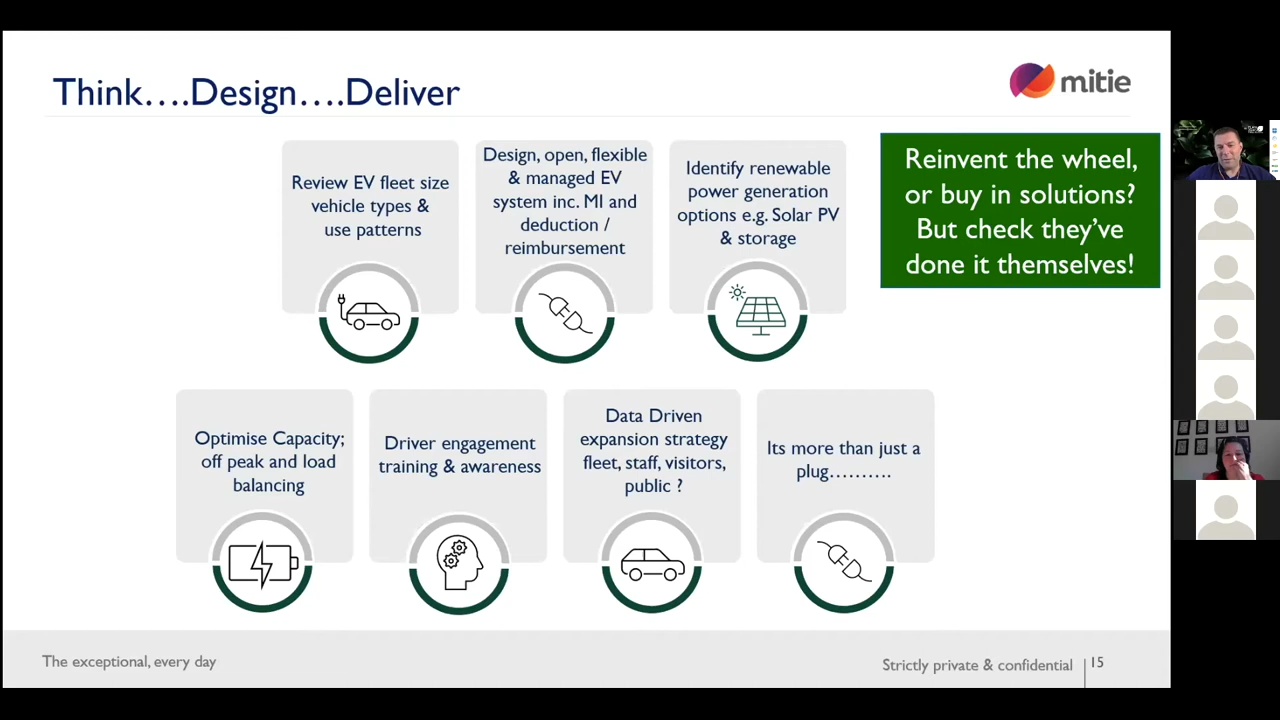 Think….Design….Deliver
mitie
Review EV fleet size
vehicle types &
use patterns
Design, open, flexible
& managed EV
system inc. MI and
deduction /
reimbursement
Identify renewable
power generation
options e.g. Solar PV
& storage
Reinvent the wheel,
or buy in solutions?
But check they’ve
done it themselves!
Optimise Capacity;
off peak and load
balancing
Driver engagement
training & awareness
Data Driven
expansion strategy
fleet, staff, visitors,
public ?
Its more than just a
plug……….
The exceptional, every day
Strictly private & confidential
15